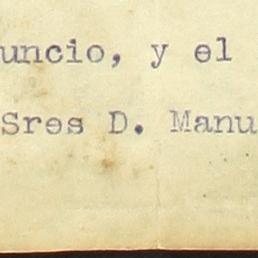 uncio, y el
Sres D. Manu